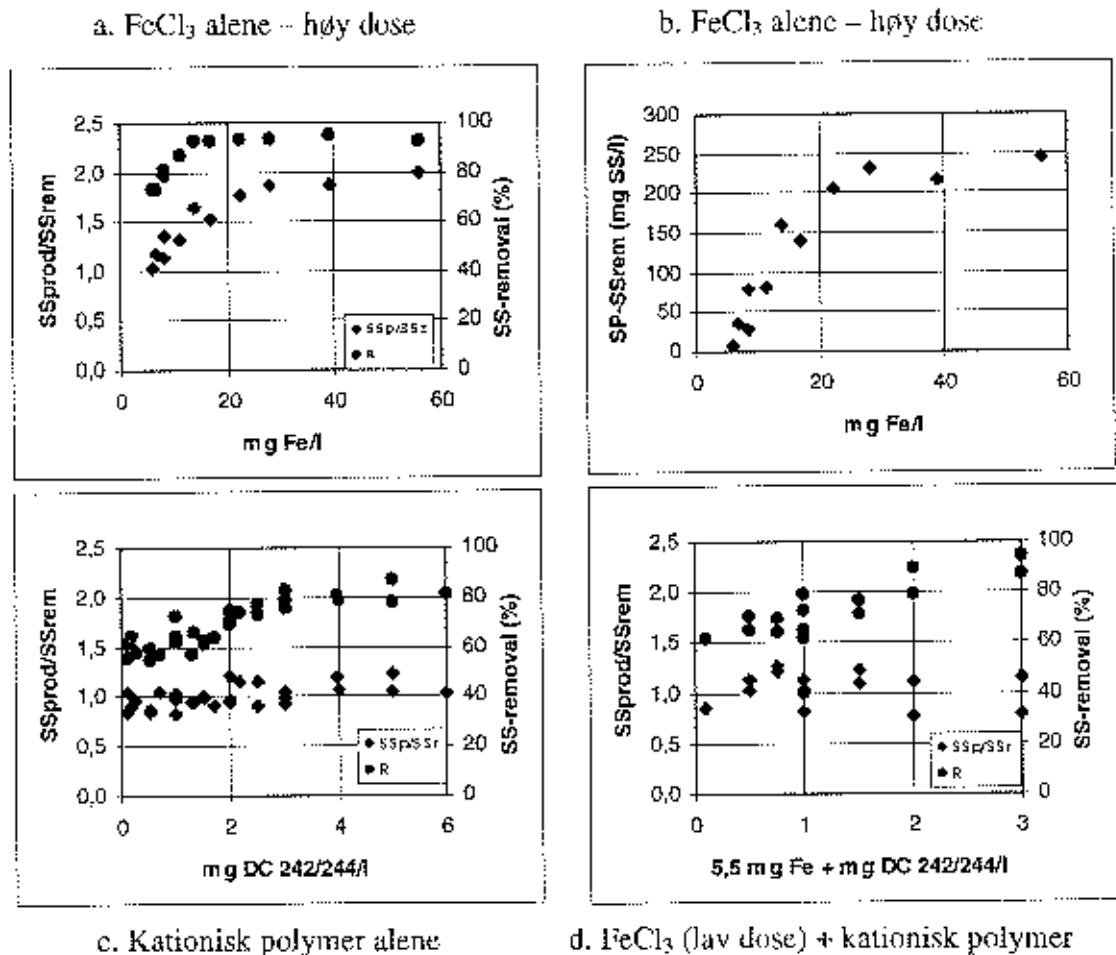 a. FeCl₃ alene – høy dose
b. FeCl₃ alene – høy dose
2,5
2,0
1,5
1,0
0,5
0,0
SSprod/SSrem
100
80
60
40
20
0
SS-removal (%)
SSp/SSr
R
0 20 40 60
mg Fe/l
300
250
200
150
100
50
0
SP-SSrem (mg SS/l)
0 20 40 60
mg Fe/l
2,5
2,0
1,5
1,0
0,5
0,0
SSprod/SSrem
100
80
60
40
20
0
SS-removal (%)
SSp/SSr
R
0 2 4 6
mg DC 242/244/l
2,5
2,0
1,5
1,0
0,5
0,0
SSprod/SSrem
100
80
60
40
20
0
SS-removal (%)
SSp/SSr
R
0 1 2 3
5,5 mg Fe + mg DC 242/244/l
c. Kationisk polymer alene
d. FeCl₃ (lav dose) + kationisk polymer